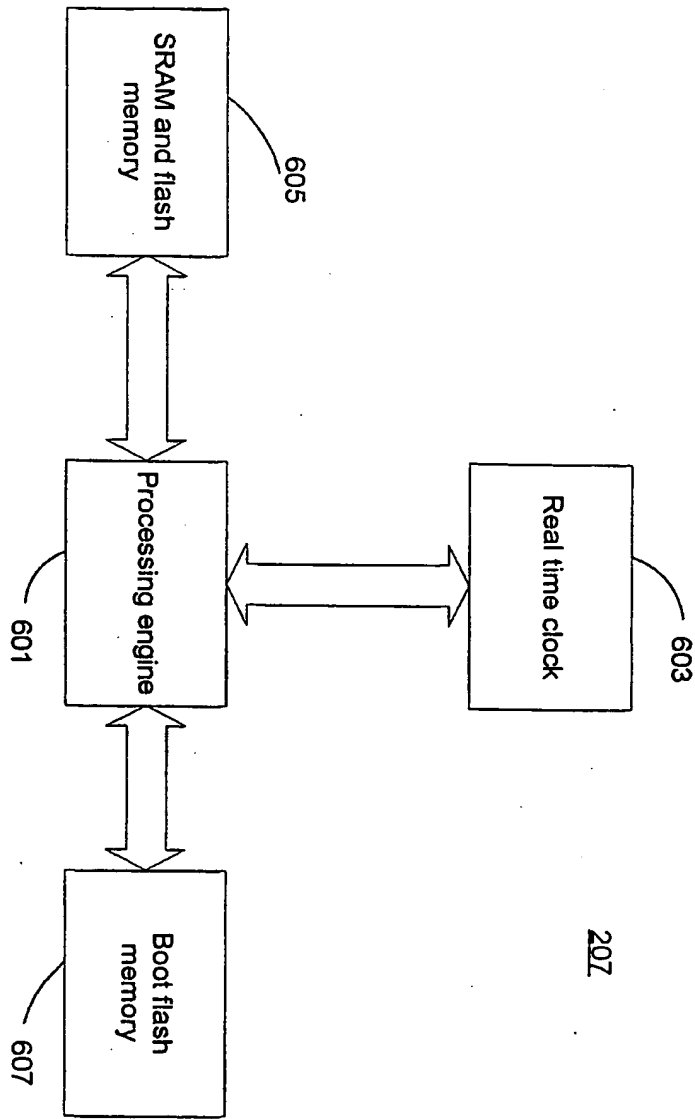 207
603
Real time clock
605
SRAM and flash
memory
Processing engine
601
Boot flash
memory
607